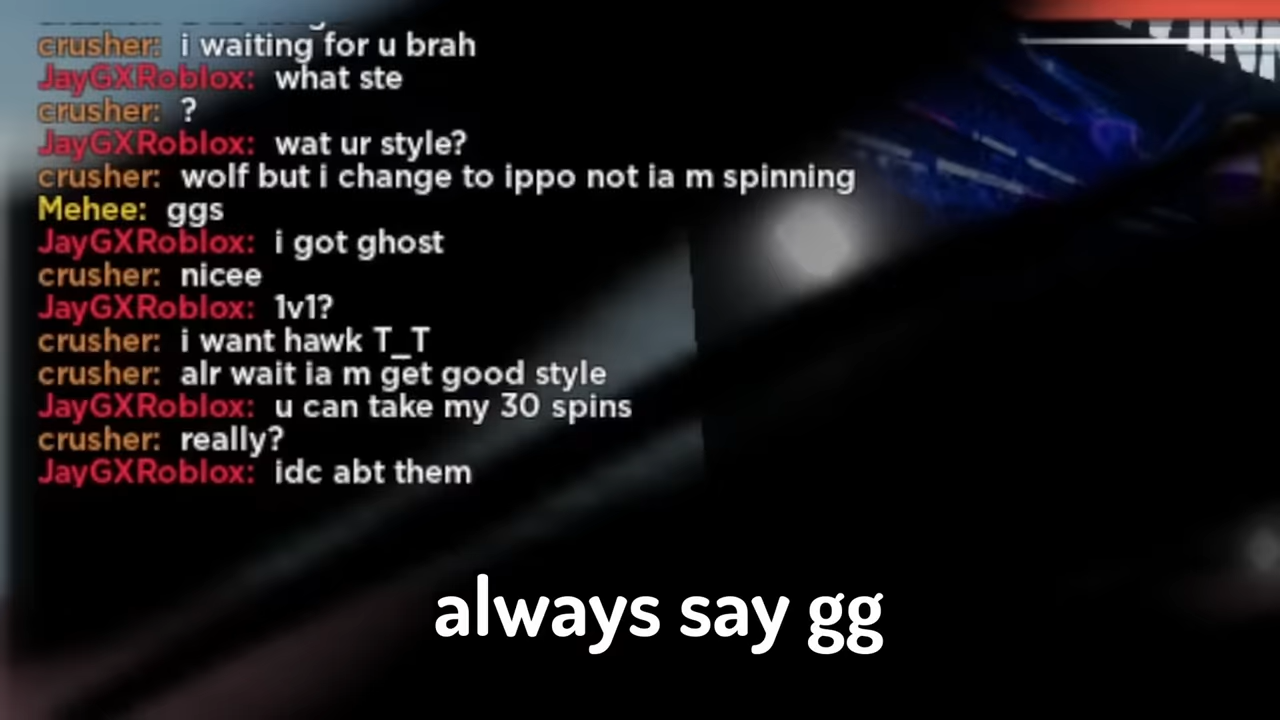 crusher: i waiting for u brah
JayGXRoblox: what ste
crusher: ?
JayGXRoblox: wat ur style?
crusher: wolf but i change to ippo not ia m spinning
Mehee: ggs
JayGXRoblox: i got ghost
crusher: nicee
JayGXRoblox: 1v1?
crusher: i want hawk T_T
crusher: alr wait ia m get good style
JayGXRoblox: u can take my 30 spins
crusher: really?
JayGXRoblox: idc abt them
always say gg